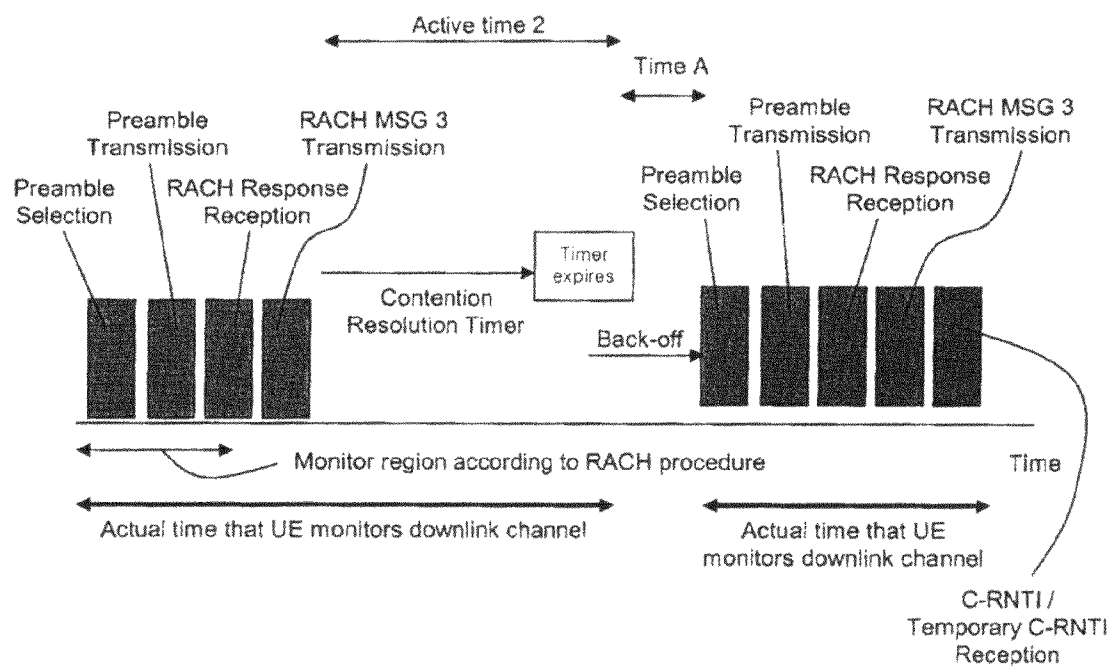 Active time 2
Time A
Preamble
Transmission
RACH MSG 3
Transmission
Preamble
Selection
RACH Response
Reception
Preamble
Transmission
RACH MSG 3
Transmission
Preamble
Selection
RACH Response
Reception
Timer
expires
Contention
Resolution Timer
Back-off
Monitor region according to RACH procedure
Time
Actual time that UE monitors downlink channel
Actual time that UE
monitors downlink channel
C-RNTI /
Temporary C-RNTI
Reception